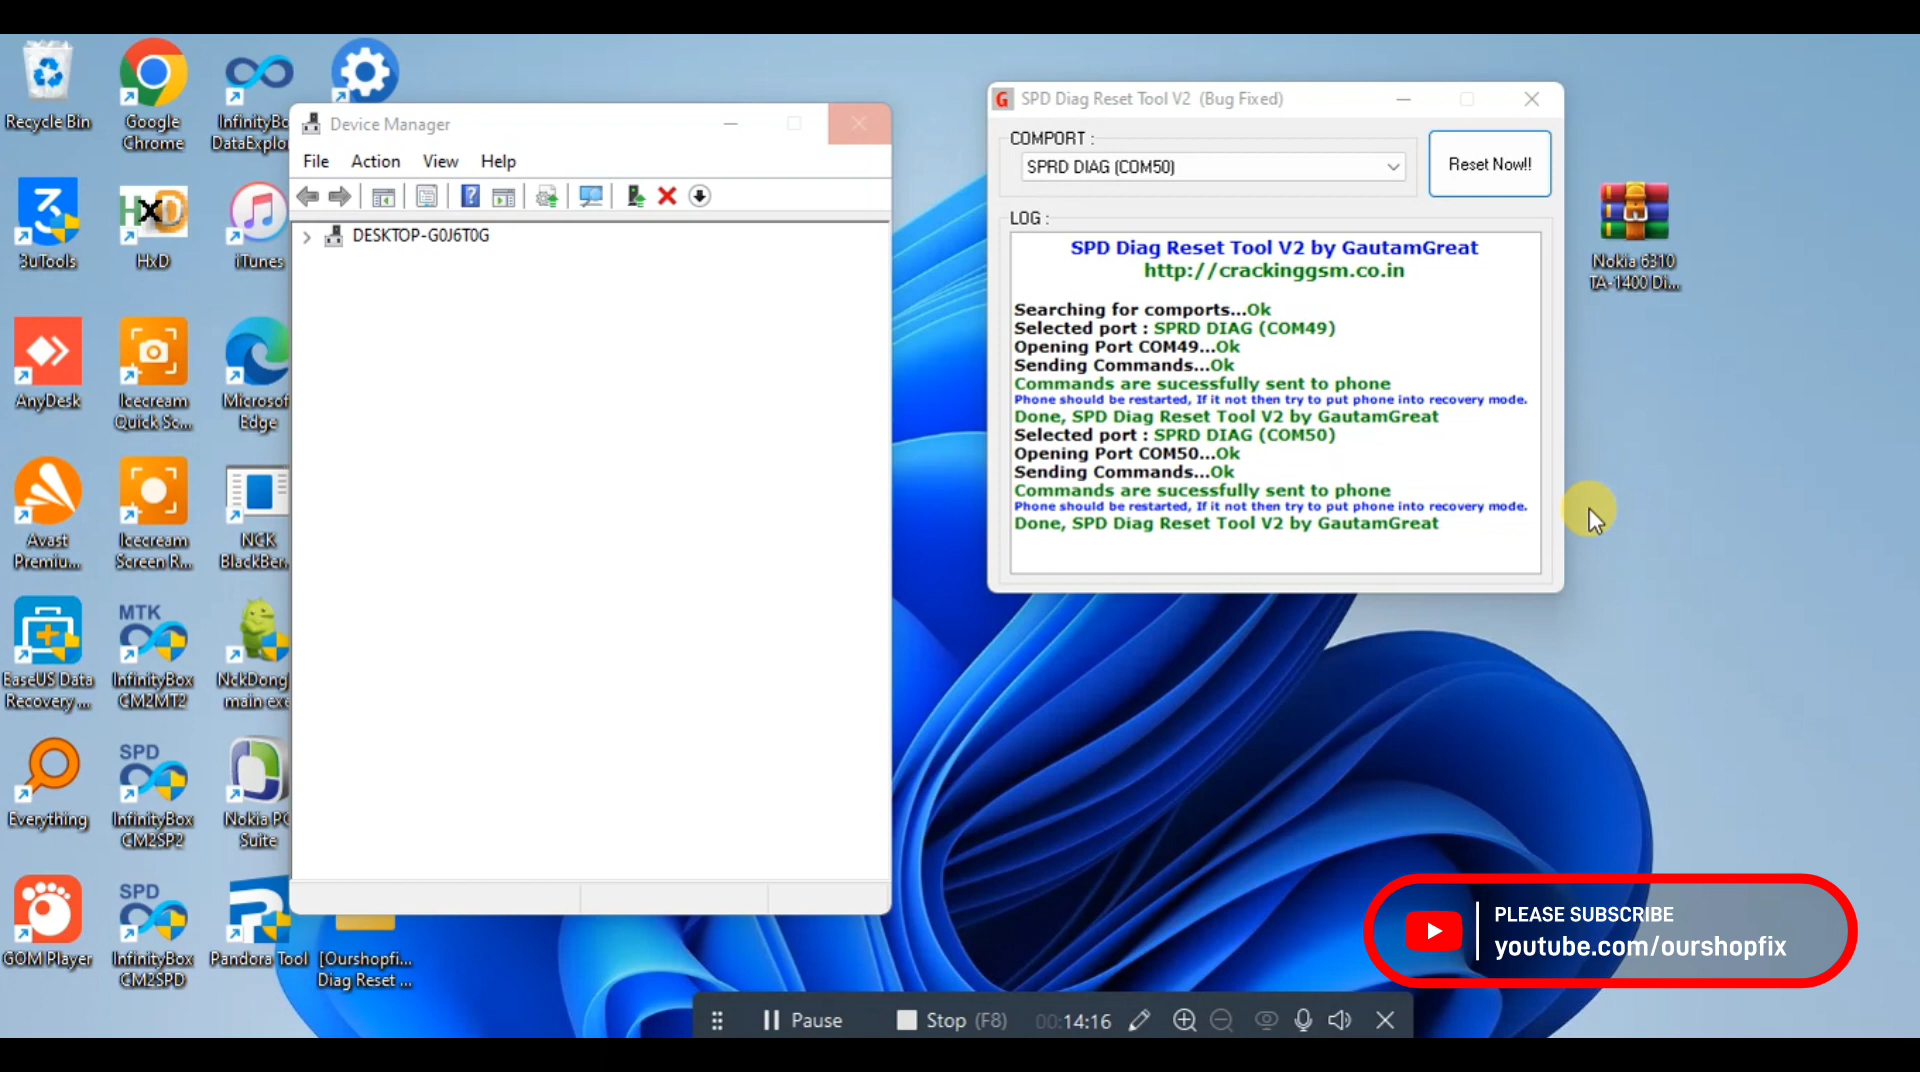 Recycle Bin
Google
Chrome
InfinityBo
DataExplo
3uTools
HxD
iTunes
AnyDesk
Icecream
Quick Sc...
Microsof
Edge
Avast
Premiu...
Icecream
Screen R...
NCK
BlackBer
EaseUS Data
Recovery ...
MTK
InfinityBox
CM2MT2
NckDong
main exe
Everything
SPD
InfinityBox
CM2SP2
Nokia PC
Suite
GOM Player
SPD
InfinityBox
CM2SPD
Pandora Tool
[Ourshopfi...
Diag Reset ...
Device Manager
File Action View Help
DESKTOP-G0J6T0G
SPD Diag Reset Tool V2 (Bug Fixed)
COMPORT :
SPRD DIAG (COM50)
Reset Now!!
LOG :
SPD Diag Reset Tool V2 by GautamGreat
http://crackinggsm.co.in
Searching for comports...Ok
Selected port : SPRD DIAG (COM49)
Opening Port COM49...Ok
Sending Commands...Ok
Commands are sucessfully sent to phone
Phone should be restarted, If it not then try to put phone into recovery mode.
Done, SPD Diag Reset Tool V2 by GautamGreat
Selected port : SPRD DIAG (COM50)
Opening Port COM50...Ok
Sending Commands...Ok
Commands are sucessfully sent to phone
Phone should be restarted, If it not then try to put phone into recovery mode.
Done, SPD Diag Reset Tool V2 by GautamGreat
Nokia 6310
TA-1400 Di...
PLEASE SUBSCRIBE
youtube.com/ourshopfix
Pause Stop (F8) 00:14:16